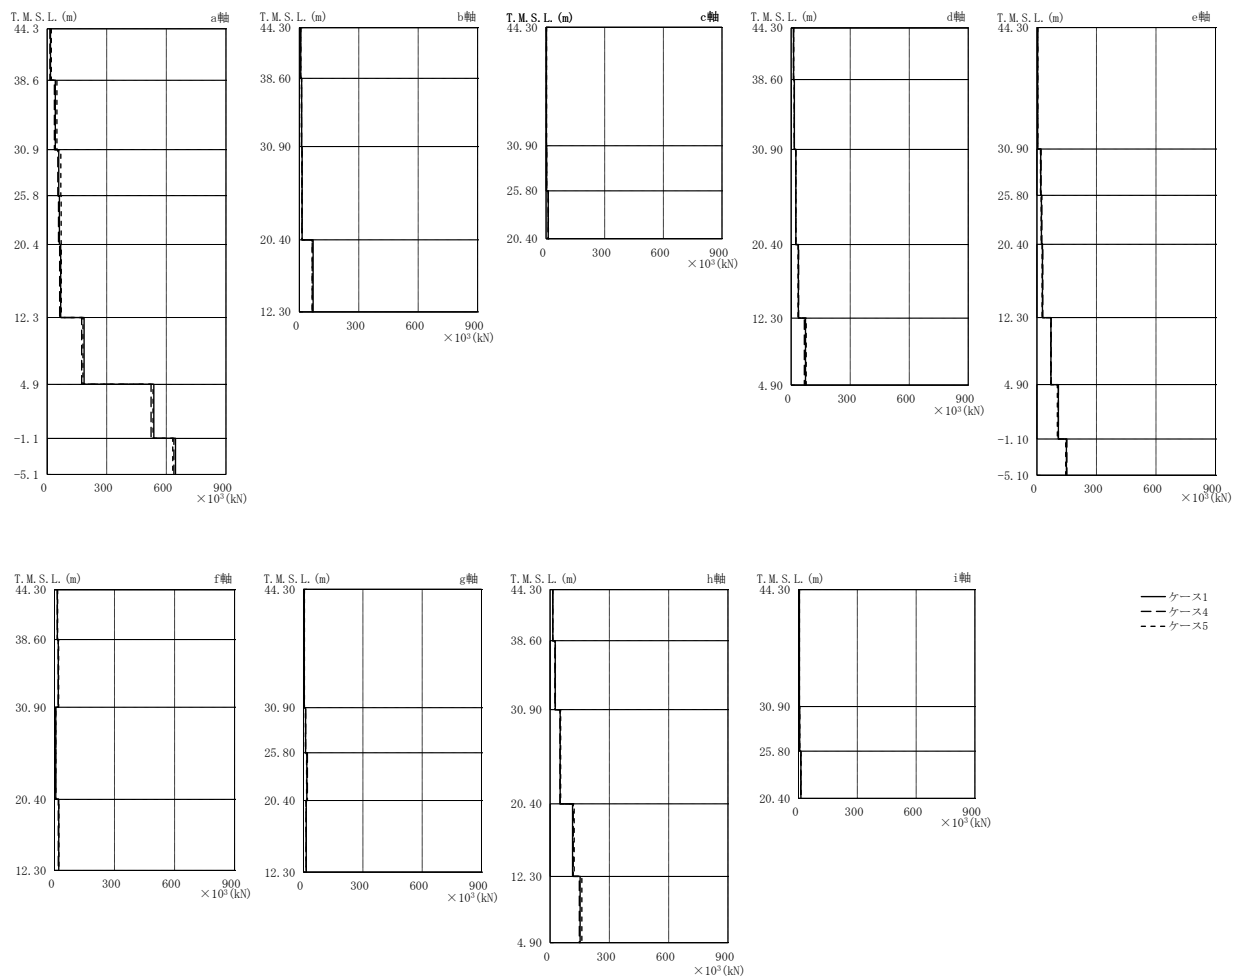 T.M.S.L.(m) a軸
44.3
38.6
30.9
25.8
20.4
12.3
4.9
-1.1
-5.1
0 300 600 900
×10³(kN)
T.M.S.L.(m) b軸
44.30
38.60
30.90
20.40
12.30
0 300 600 900
×10³(kN)
T.M.S.L.(m) c軸
44.30
30.90
25.80
20.40
0 300 600 900
×10³(kN)
T.M.S.L.(m) d軸
44.30
38.60
30.90
20.40
12.30
4.90
0 300 600 900
×10³(kN)
T.M.S.L.(m) e軸
44.30
30.90
25.80
20.40
12.30
4.90
-1.10
-5.10
0 300 600 900
×10³(kN)
T.M.S.L.(m) f軸
44.30
38.60
30.90
20.40
12.30
0 300 600 900
×10³(kN)
T.M.S.L.(m) g軸
44.30
30.90
25.80
20.40
12.30
0 300 600 900
×10³(kN)
T.M.S.L.(m) h軸
44.30
38.60
30.90
20.40
12.30
4.90
0 300 600 900
×10³(kN)
T.M.S.L.(m) i軸
44.30
30.90
25.80
20.40
0 300 600 900
×10³(kN)
ケース1
ケース4
ケース5